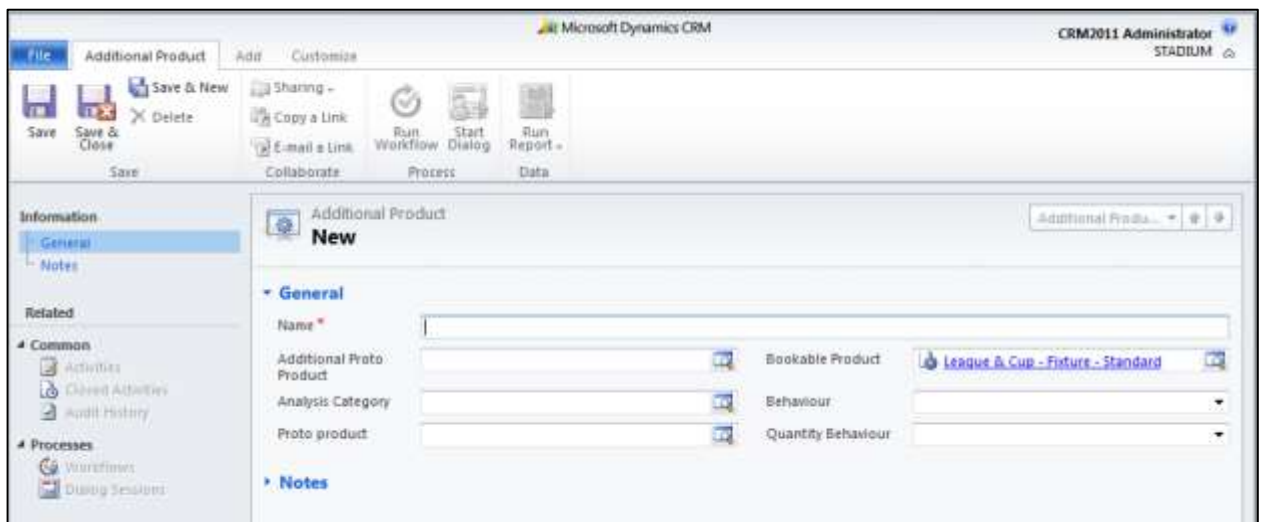 Microsoft Dynamics CRM
CRM2011 Administrator
STADIUM
File
Additional Product
Add
Customize
Save
Save & Close
Save & New
Delete
Save
Sharing
Copy a Link
E-mail a Link
Collaborate
Run Workflow
Start Dialog
Process
Run Report
Data
Information
General
Notes
Related
Common
Activities
Closed Activities
Audit History
Processes
Workflows
Dialog Sessions
Additional Product
New
Additional Produ...
General
Name *
Additional Proto Product
Bookable Product
League & Cup - Fixture - Standard
Analysis Category
Behaviour
Proto product
Quantity Behaviour
Notes